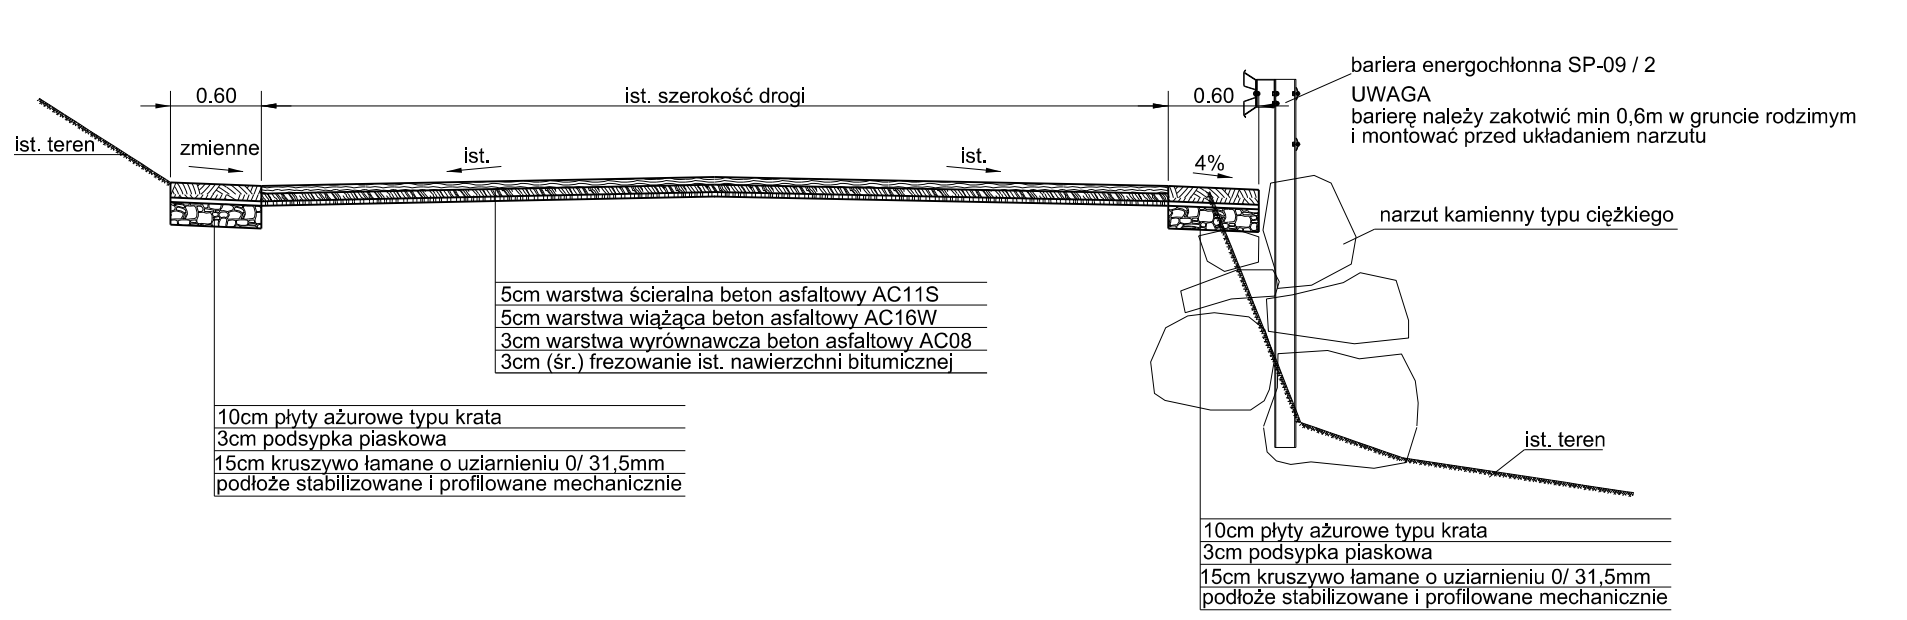 bariera energochłonna SP-09 / 2
UWAGA
barierę należy zakotwić min 0,6m w gruncie rodzimym
i montować przed układaniem narzutu
0.60
ist. szerokość drogi
0.60
ist. teren
zmienne
ist.
ist.
4%
narzut kamienny typu ciężkiego
5cm warstwa ścieralna beton asfaltowy AC11S
5cm warstwa wiążąca beton asfaltowy AC16W
3cm warstwa wyrównawcza beton asfaltowy AC08
3cm (śr.) frezowanie ist. nawierzchni bitumicznej
10cm płyty ażurowe typu krata
3cm podsypka piaskowa
15cm kruszywo łamane o uziarnieniu 0/ 31,5mm
podłoże stabilizowane i profilowane mechanicznie
ist. teren
10cm płyty ażurowe typu krata
3cm podsypka piaskowa
15cm kruszywo łamane o uziarnieniu 0/ 31,5mm
podłoże stabilizowane i profilowane mechanicznie